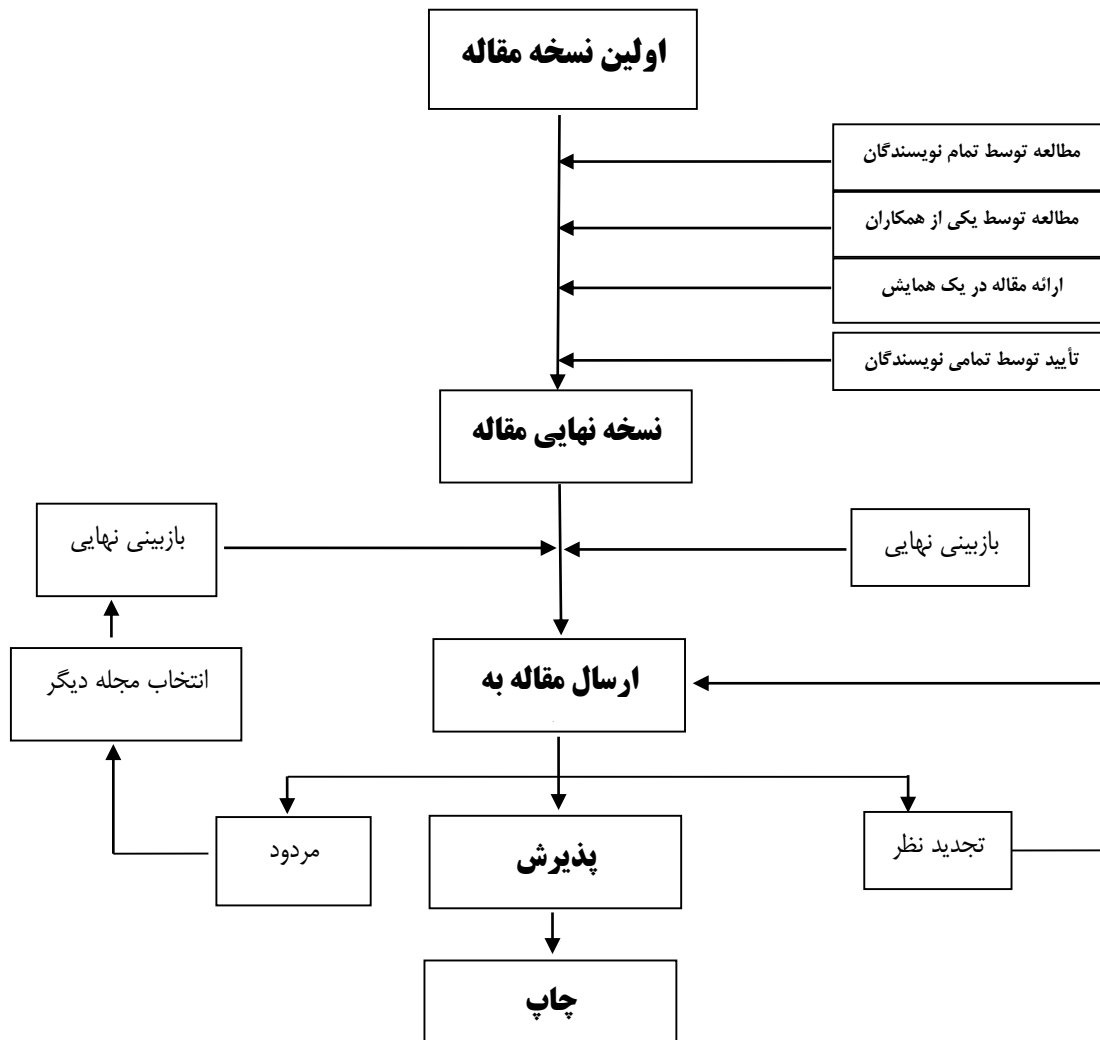 اولین نسخه مقاله
مطالعه توسط تمام نویسندگان
مطالعه توسط یکی از همکاران
ارائه مقاله در یک همایش
تأیید توسط تمامی نویسندگان
نسخه نهایی مقاله
بازبینی نهایی
بازبینی نهایی
ارسال مقاله به
انتخاب مجله دیگر
تجدید نظر
پذیرش
مردود
چاپ